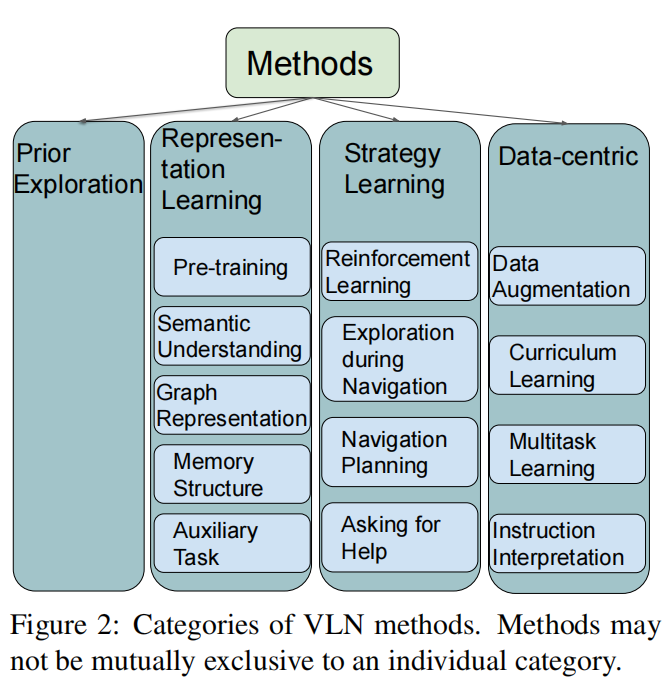 Methods
Prior
Exploration
Represen-
tation
Learning
Pre-training
Semantic
Understanding
Graph
Representation
Memory
Structure
Auxiliary
Task
Strategy
Learning
Reinforcement
Learning
Exploration
during
Navigation
Navigation
Planning
Asking for
Help
Data-centric
Data
Augmentation
Curriculum
Learning
Multitask
Learning
Instruction
Interpretation
Figure 2: Categories of VLN methods. Methods may
not be mutually exclusive to an individual category.